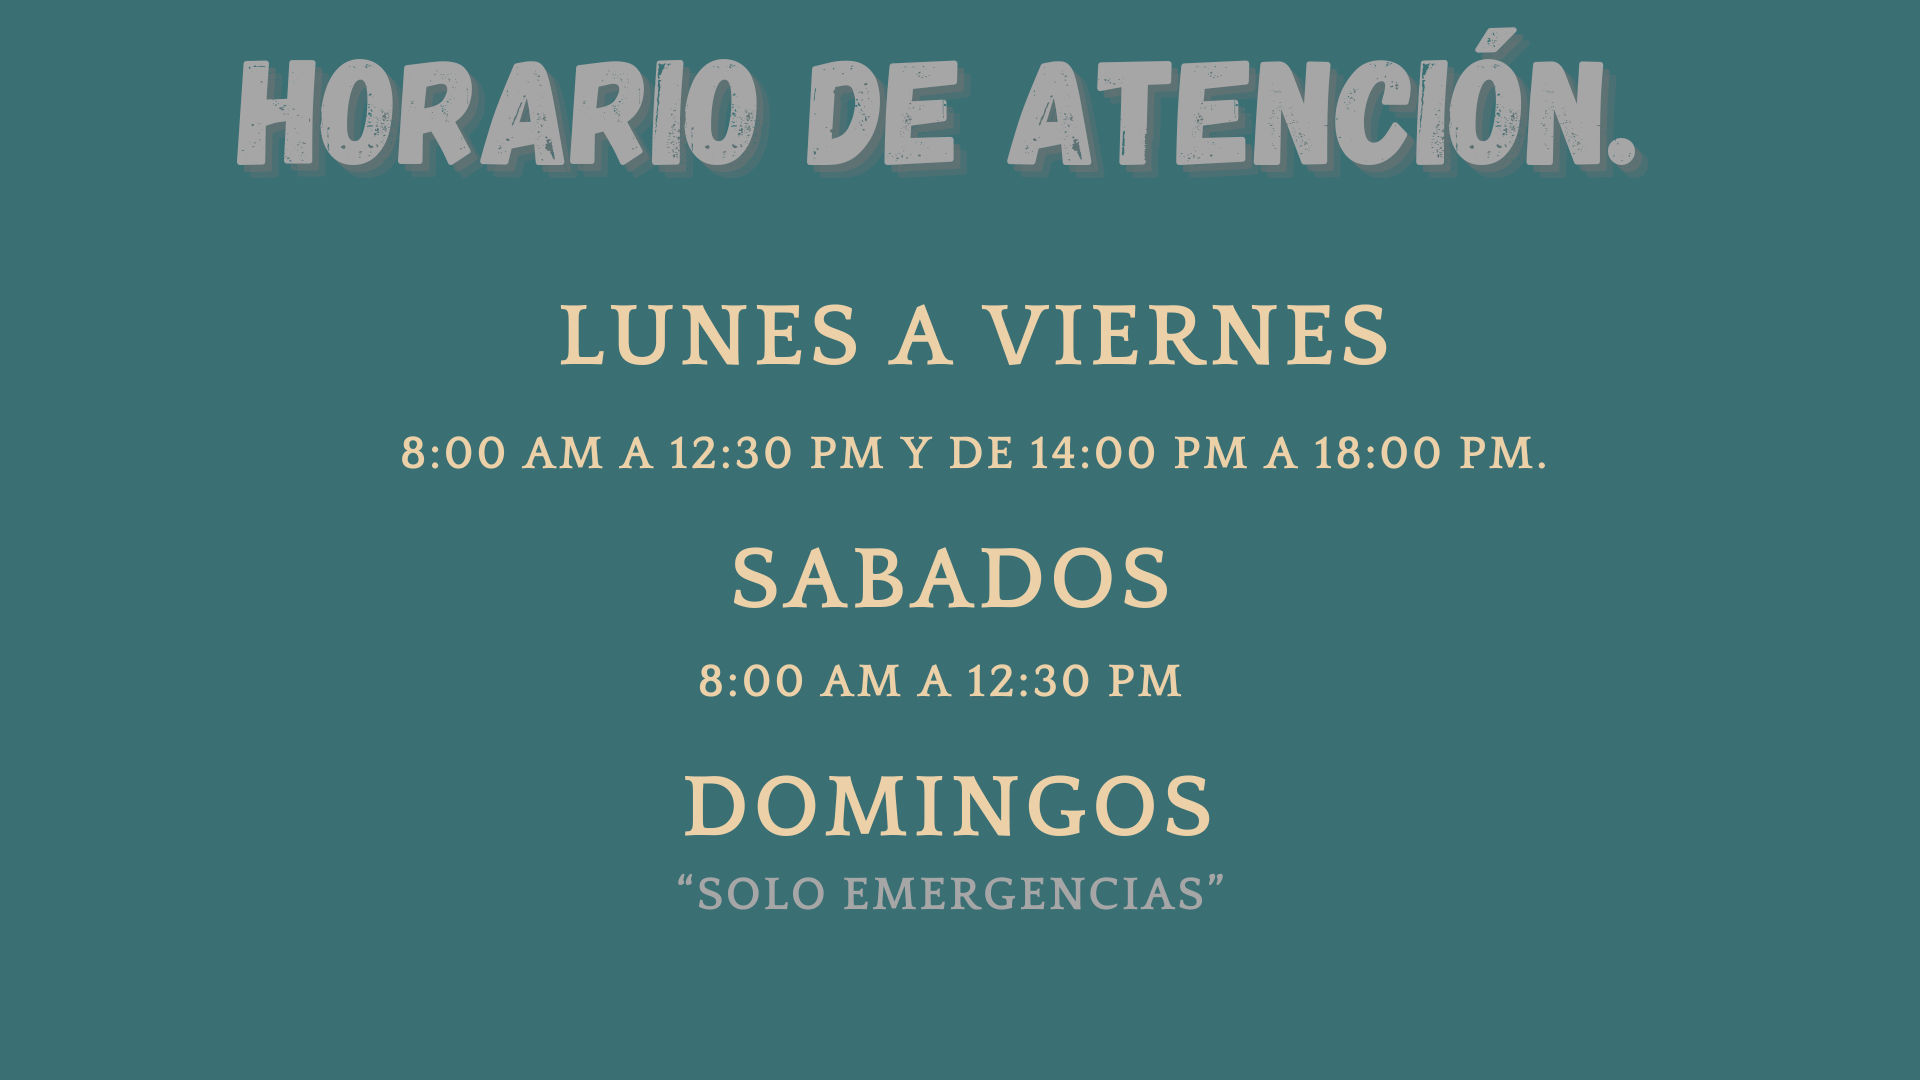 HORARIO DE ATENCIÓN.
LUNES A VIERNES
8:00 AM A 12:30 PM Y DE 14:00 PM A 18:00 PM.
SABADOS
8:00 AM A 12:30 PM
DOMINGOS
“SOLO EMERGENCIAS”